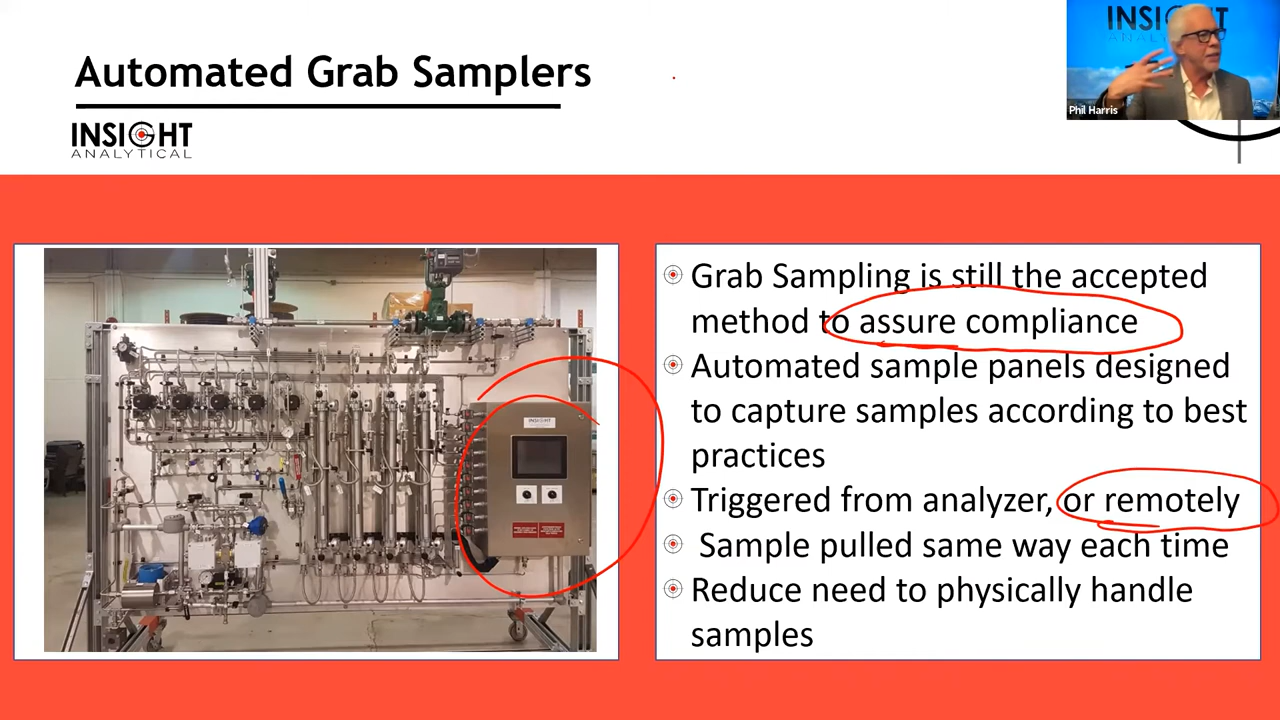 Automated Grab Samplers
INSIGHT
ANALYTICAL
INSIGHT
ANALYTICAL
Phil Harris
INSIGHT
Grab Sampling is still the accepted
method to assure compliance
Automated sample panels designed
to capture samples according to best
practices
Triggered from analyzer, or remotely
Sample pulled same way each time
Reduce need to physically handle
samples